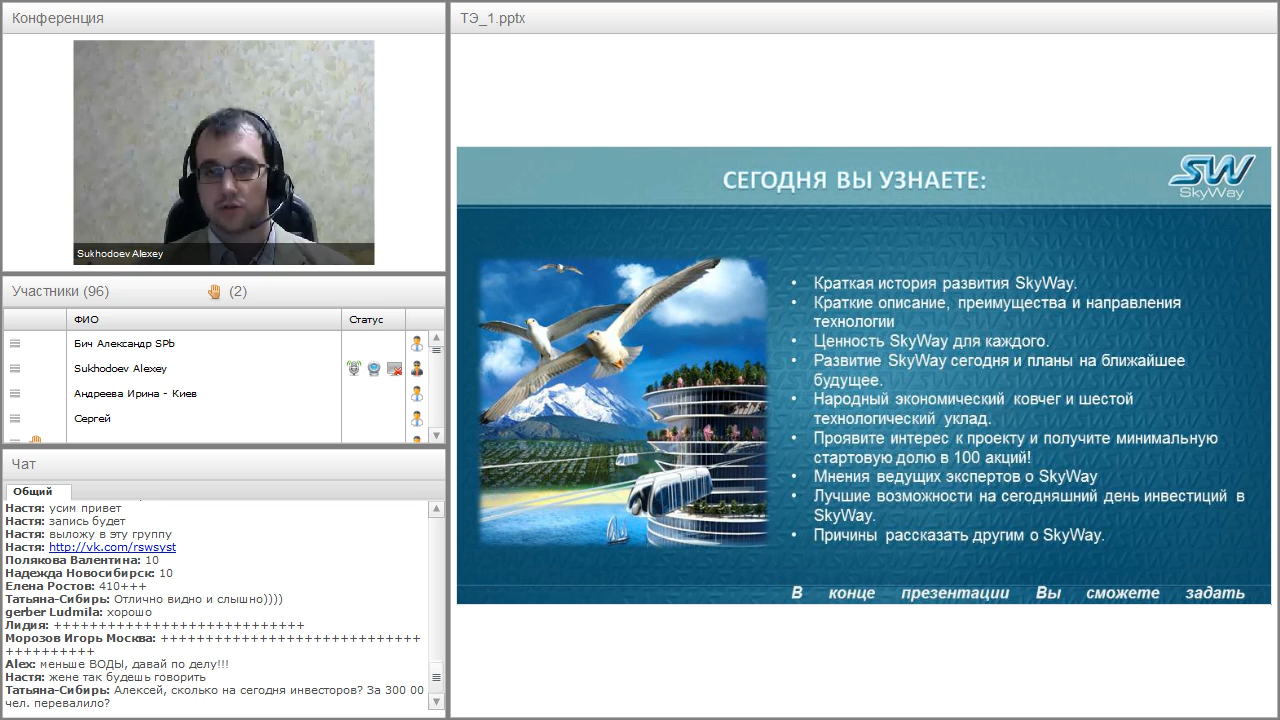 Конференция
Sukhodoev Alexey
Участники (96)
(2)
ФИО
Статус
Бич Александр SPb
Sukhodoev Alexey
Андреева Ирина - Киев
Сергей
Чат
Общий
Настя: усим привет
Настя: запись будет
Настя: выложу в эту группу
Настя: http://vk.com/rswsyst
Полякова Валентина: 10
Надежда Новосибирск: 10
Елена Ростов: 410+++
Татьяна-Сибирь: Отлично видно и слышно))))
gerber Ludmila: хорошо
Лидия: ++++++++++++++++++++++++++++
Морозов Игорь Москва: +++++++++++++++++++++++++++++
++++++++++
Alex: меньше ВОДЫ, давай по делу!!!
Настя: жене так будешь говорить
Татьяна-Сибирь: Алексей, сколько на сегодня инвесторов? За 300 00
чел. перевалило?
ТЭ_1.pptx
СЕГОДНЯ ВЫ УЗНАЕТЕ:
SW
SkyWay
• Краткая история развития SkyWay.
• Краткие описание, преимущества и направления
технологии
• Ценность SkyWay для каждого.
• Развитие SkyWay сегодня и планы на ближайшее
будущее.
• Народный экономический ковчег и шестой
технологический уклад.
• Проявите интерес к проекту и получите минимальную
стартовую долю в 100 акций!
• Мнения ведущих экспертов о SkyWay
• Лучшие возможности на сегодняшний день инвестиций в
SkyWay.
• Причины рассказать другим о SkyWay.
В конце презентации Вы сможете задать